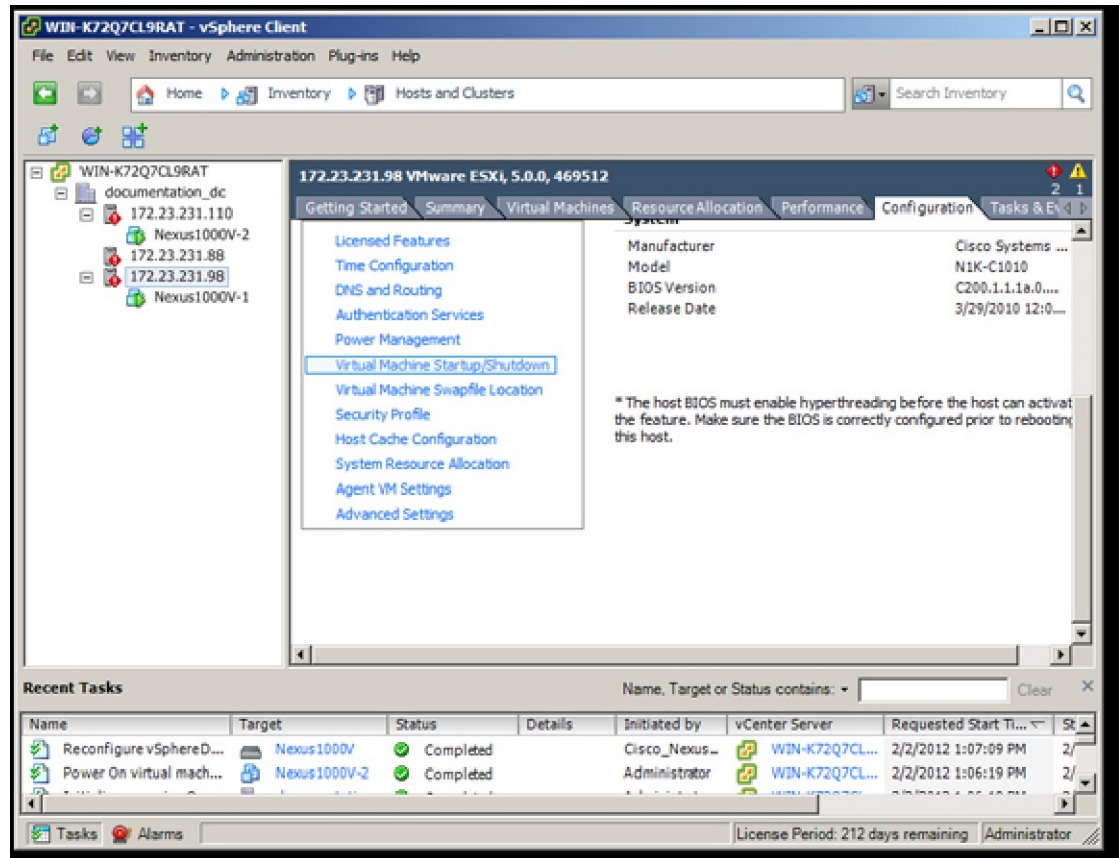 WIN-K72Q7CL9RAT - vSphere Client
File Edit View Inventory Administration Plug-ins Help
Home Inventory Hosts and Clusters
Search Inventory
WIN-K72Q7CL9RAT
documentation_dc
172.23.231.110
Nexus1000V-2
172.23.231.88
172.23.231.98
Nexus1000V-1
172.23.231.98 VMware ESXi, 5.0.0, 469512
2 1
Getting Started Summary Virtual Machines Resource Allocation Performance Configuration Tasks & Ev
System
Licensed Features
Time Configuration
DNS and Routing
Authentication Services
Power Management
Virtual Machine Startup/Shutdown
Virtual Machine Swapfile Location
Security Profile
Host Cache Configuration
System Resource Allocation
Agent VM Settings
Advanced Settings
Manufacturer Cisco Systems ...
Model N1K-C1010
BIOS Version C200.1.1.1a.0....
Release Date 3/29/2010 12:0...
* The host BIOS must enable hyperthreading before the host can activat
the feature. Make sure the BIOS is correctly configured prior to rebooting
this host.
Recent Tasks
Name, Target or Status contains: Clear
Name Target Status Details Initiated by vCenter Server Requested Start Ti... St
Reconfigure vSphereD... Nexus1000V Completed Cisco_Nexus... WIN-K72Q7CL... 2/2/2012 1:07:09 PM 2/
Power On virtual mach... Nexus1000V-2 Completed Administrator WIN-K72Q7CL... 2/2/2012 1:06:19 PM 2/
Tasks Alarms License Period: 212 days remaining Administrator